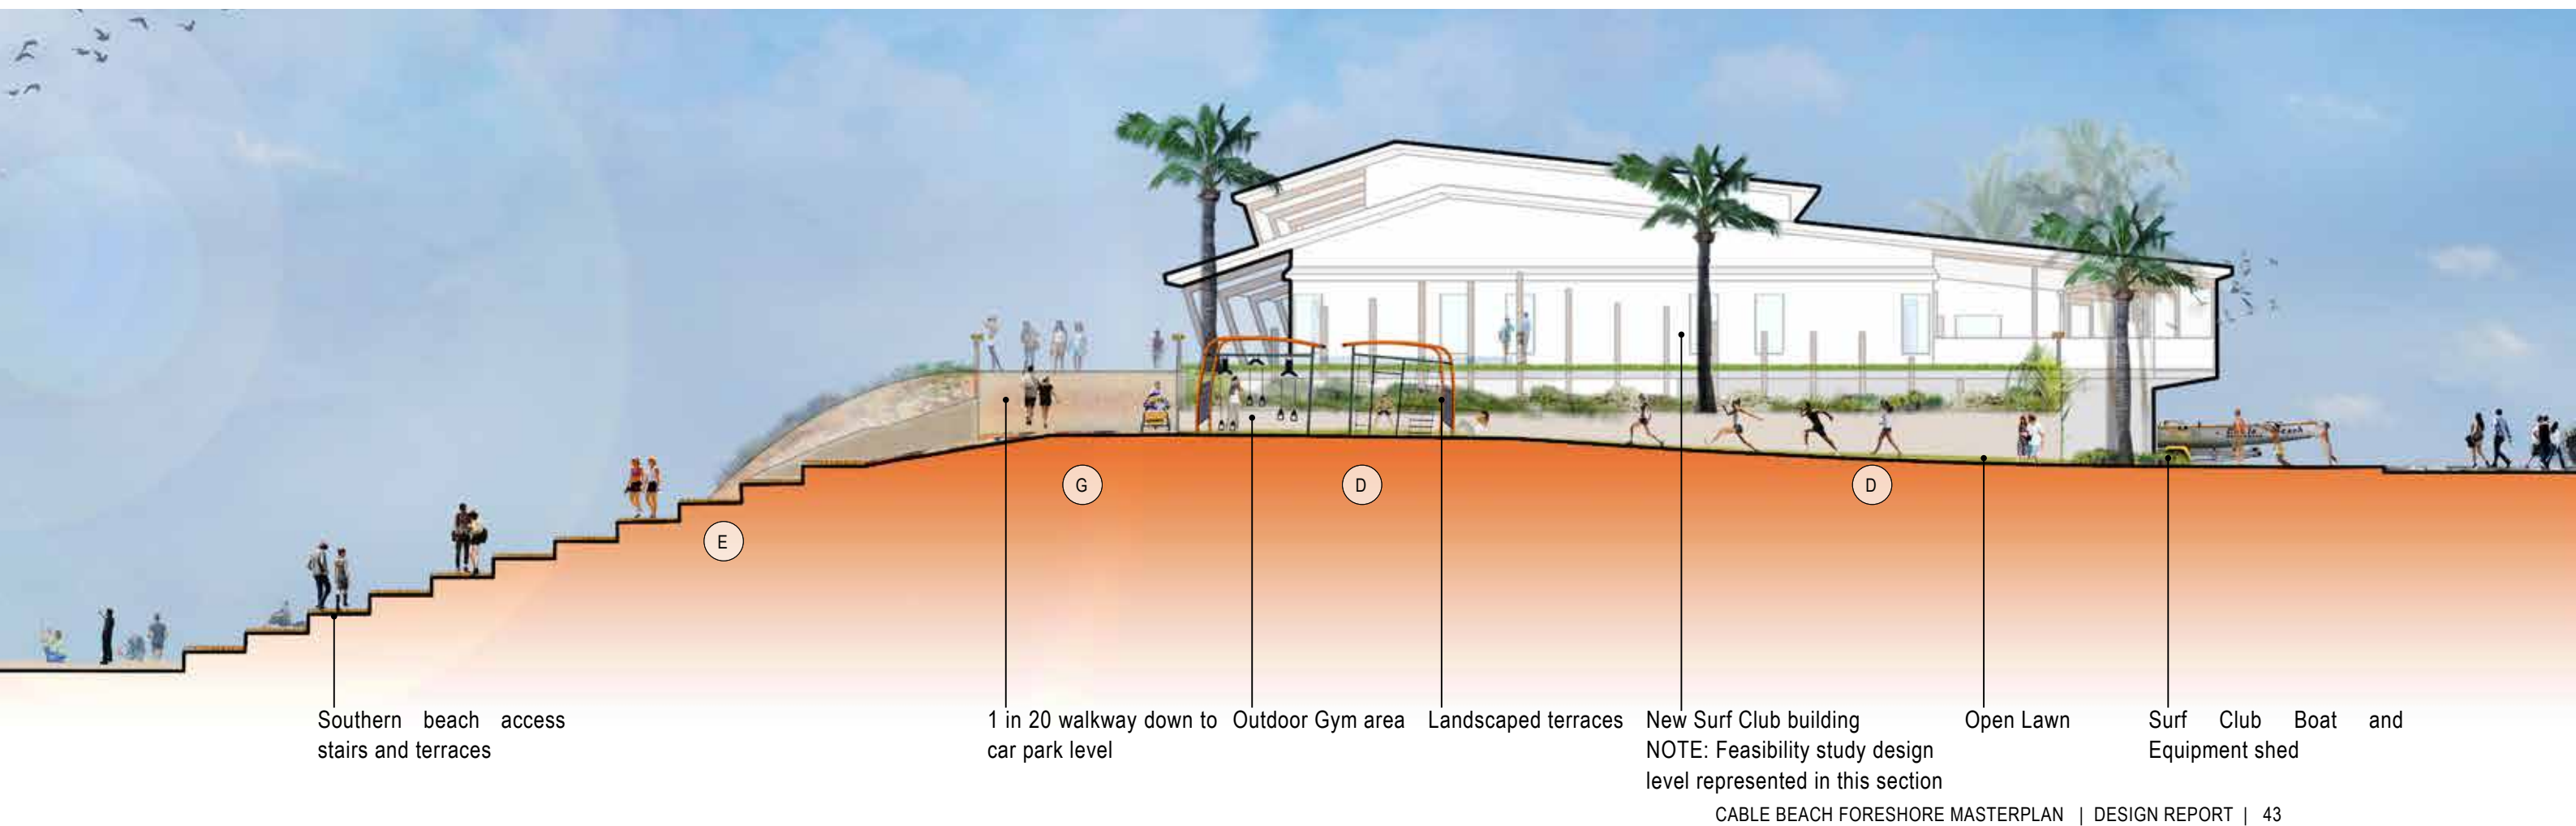 G
D
D
E
Southern beach access
stairs and terraces
1 in 20 walkway down to
car park level
Outdoor Gym area
Landscaped terraces
New Surf Club building
NOTE: Feasibility study design
level represented in this section
Open Lawn
Surf Club Boat and
Equipment shed
CABLE BEACH FORESHORE MASTERPLAN | DESIGN REPORT | 43